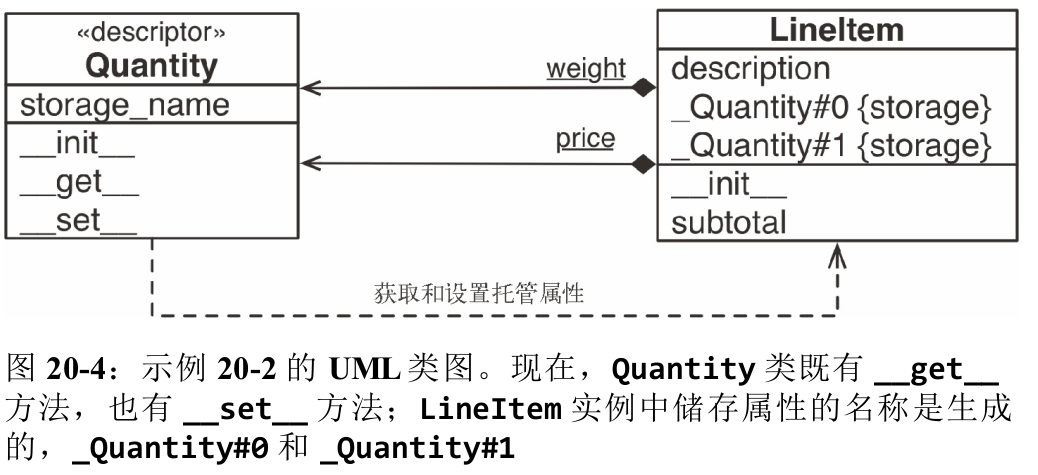 «descriptor»
Quantity
storage_name
__init__
__get__
__set__
weight
price
LineItem
description
_Quantity#0 {storage}
_Quantity#1 {storage}
__init__
subtotal
获取和设置托管属性
图 20-4：示例 20-2 的 UML 类图。现在，Quantity 类既有 __get__
方法，也有 __set__ 方法；LineItem 实例中储存属性的名称是生成
的，_Quantity#0 和 _Quantity#1